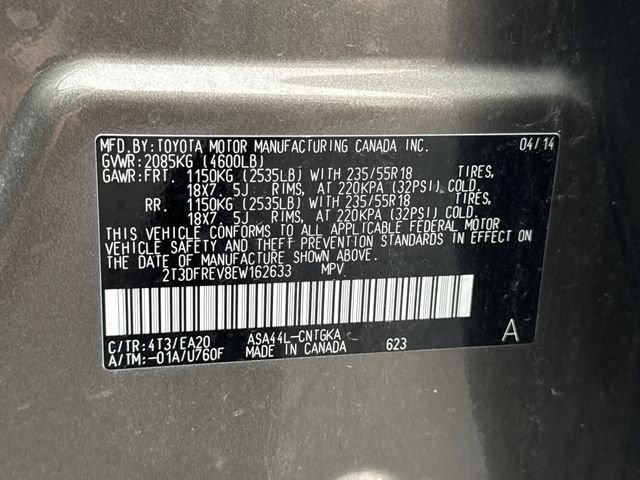 MFD.BY:TOYOTA MOTOR MANUFACTURING CANADA INC. 04/14
GVWR:2085KG (4600LB)
GAWR:FRT. 1150KG (2535LB) WITH 235/55R18 TIRES,
18X7. 5J RIMS, AT 220KPA (32PSI) COLD.
RR. 1150KG (2535LB) WITH 235/55R18 TIRES,
18X7. 5J RIMS, AT 220KPA (32PSI) COLD.
THIS VEHICLE CONFORMS TO ALL APPLICABLE FEDERAL MOTOR
VEHICLE SAFETY AND THEFT PREVENTION STANDARDS IN EFFECT ON
THE DATE OF MANUFACTURE SHOWN ABOVE.
2T3DFREV8EW162633 MPV
C/TR:4T3/EA20 ASA44L-CNTGKA
A/TM:-01A/U760F MADE IN CANADA 623 A